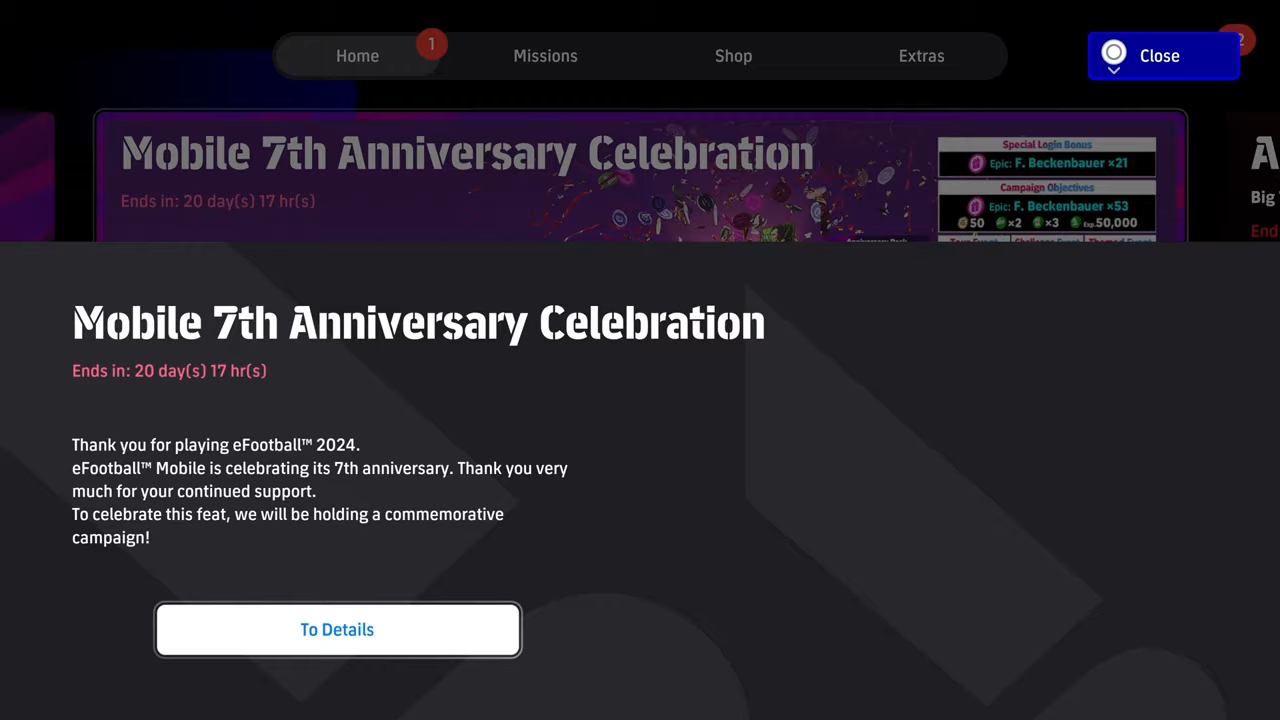 Home
1
Missions
Shop
Extras
Close
2
Mobile 7th Anniversary Celebration
Ends in: 20 day(s) 17 hr(s)
Special Login Bonus
Epic: F. Beckenbauer ×21
Campaign Objectives
Epic: F. Beckenbauer ×53
50 ×2 ×3 Exp. 50,000
A
Big
End
Mobile 7th Anniversary Celebration
Ends in: 20 day(s) 17 hr(s)
Thank you for playing eFootball™ 2024.
eFootball™ Mobile is celebrating its 7th anniversary. Thank you very
much for your continued support.
To celebrate this feat, we will be holding a commemorative
campaign!
To Details